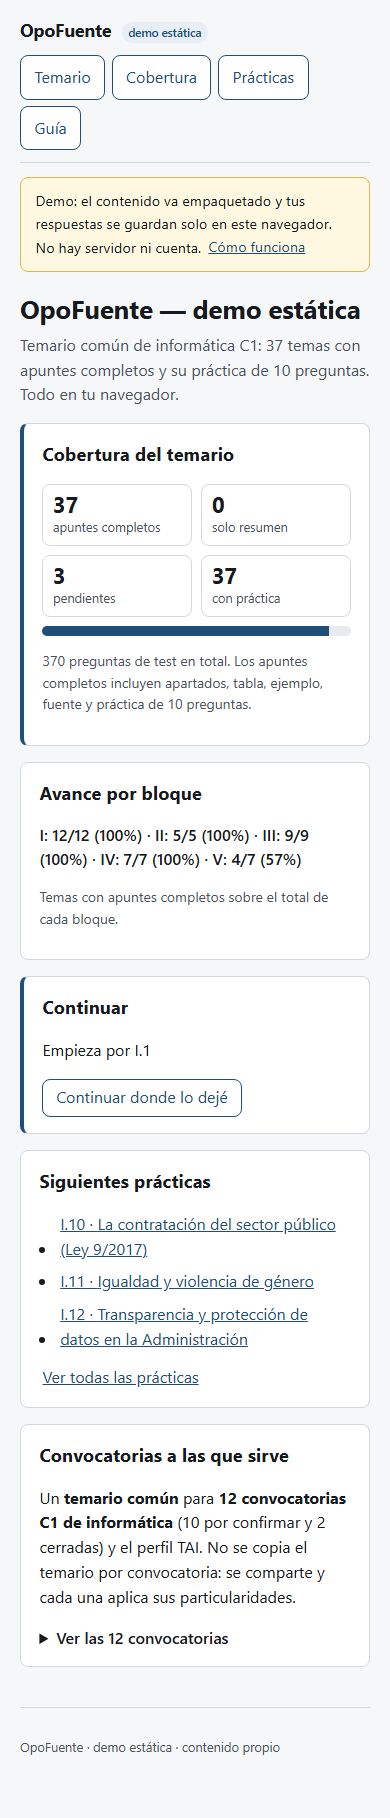 OpoFuente demo estática
Temario Cobertura Prácticas
Guía
Demo: el contenido va empaquetado y tus
respuestas se guardan solo en este navegador.
No hay servidor ni cuenta. Cómo funciona
OpoFuente — demo estática
Temario común de informática C1: 37 temas con
apuntes completos y su práctica de 10 preguntas.
Todo en tu navegador.
Cobertura del temario
37 0
apuntes completos solo resumen
3 37
pendientes con práctica
370 preguntas de test en total. Los apuntes
completos incluyen apartados, tabla, ejemplo,
fuente y práctica de 10 preguntas.
Avance por bloque
I: 12/12 (100%) · II: 5/5 (100%) · III: 9/9
(100%) · IV: 7/7 (100%) · V: 4/7 (57%)
Temas con apuntes completos sobre el total de
cada bloque.
Continuar
Empieza por I.1
Continuar donde lo dejé
Siguientes prácticas
I.10 · La contratación del sector público
(Ley 9/2017)
I.11 · Igualdad y violencia de género
I.12 · Transparencia y protección de
datos en la Administración
Ver todas las prácticas
Convocatorias a las que sirve
Un temario común para 12 convocatorias
C1 de informática (10 por confirmar y 2
cerradas) y el perfil TAI. No se copia el
temario por convocatoria: se comparte y
cada una aplica sus particularidades.
Ver las 12 convocatorias
OpoFuente · demo estática · contenido propio